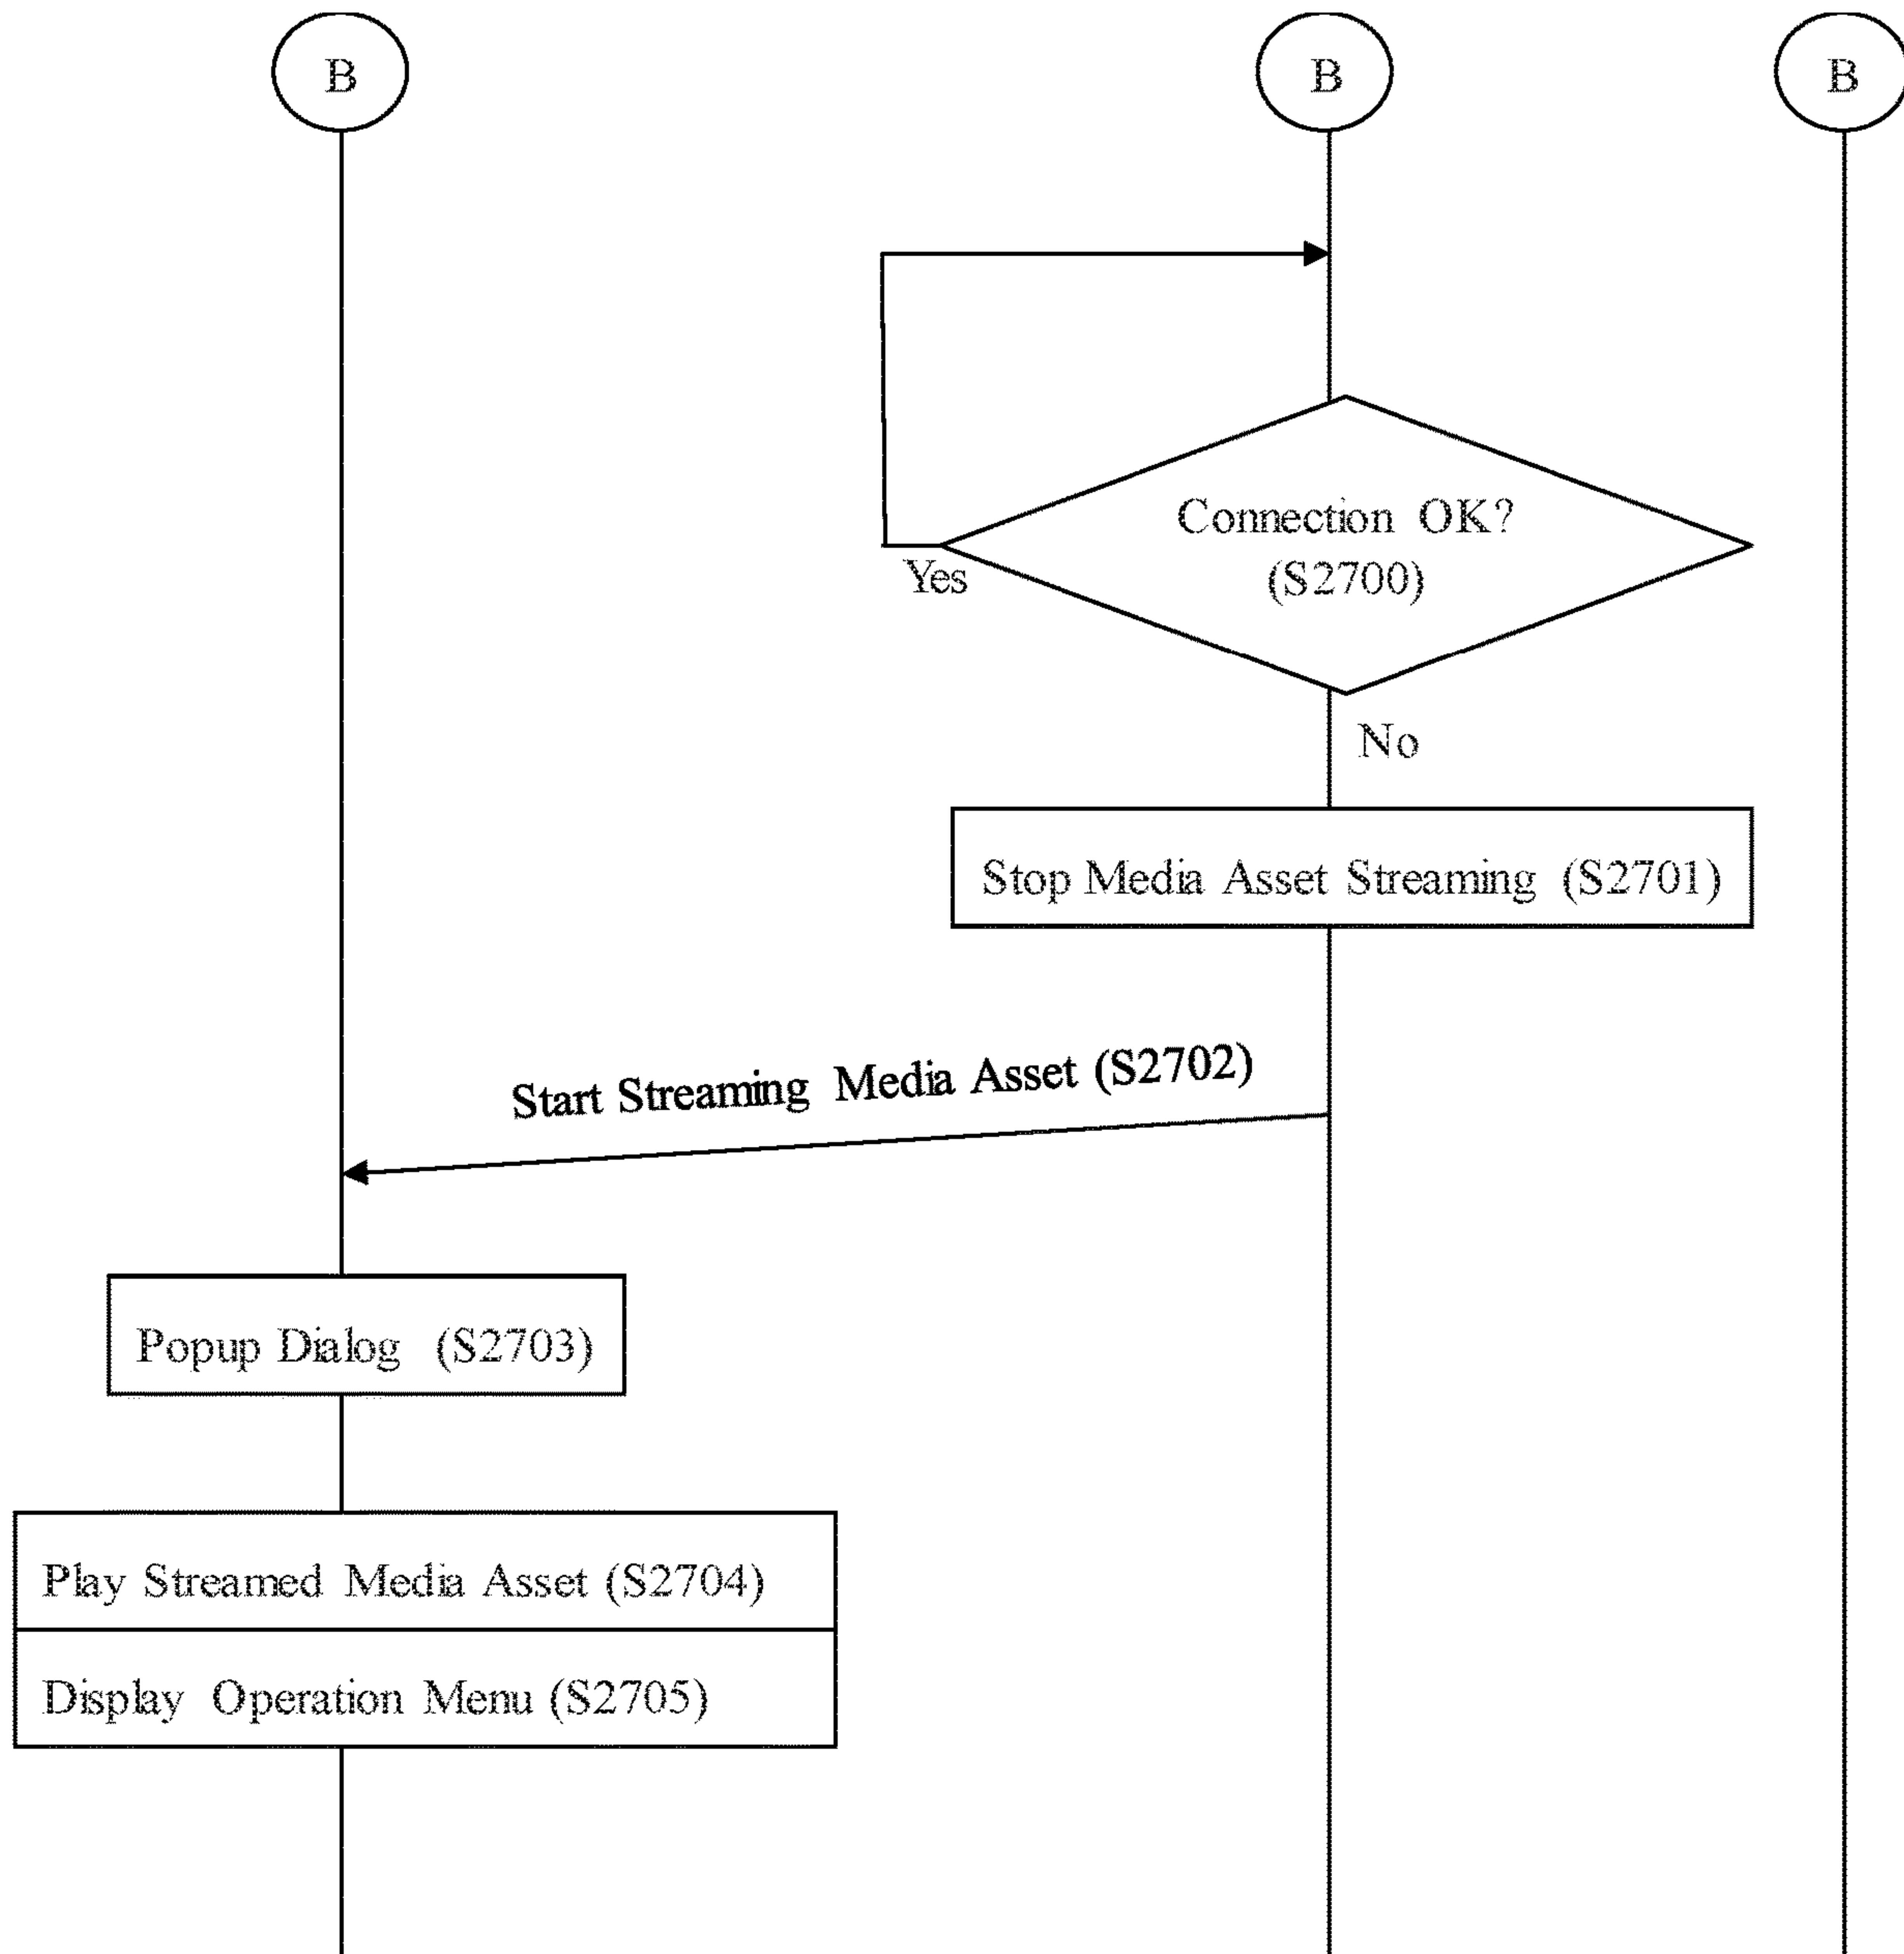 B
B
B
Connection OK?
(S2700)
Yes
No
Stop Media Asset Streaming (S2701)
Start Streaming Media Asset (S2702)
Popup Dialog (S2703)
Play Streamed Media Asset (S2704)
Display Operation Menu (S2705)